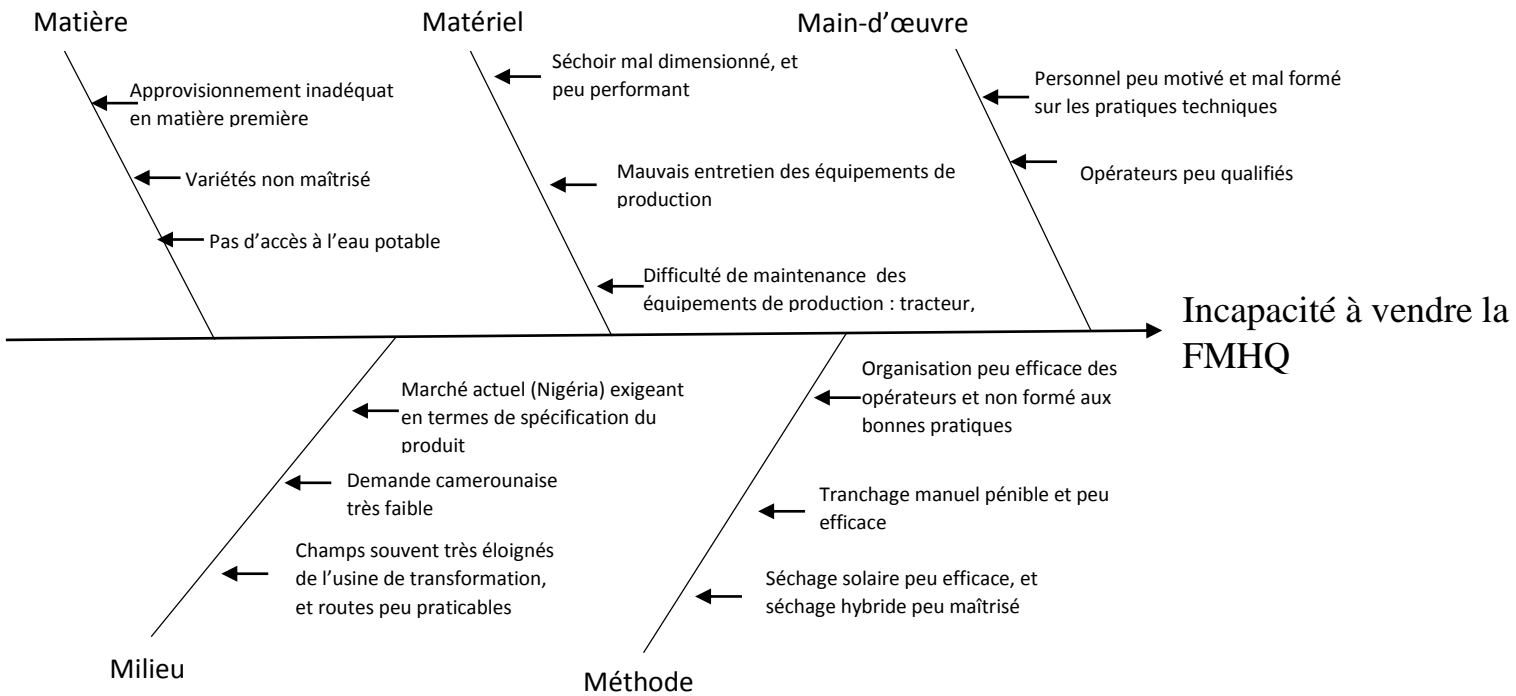 Matière
Approvisionnement inadéquat
en matière première
Variétés non maîtrisé
Pas d’accès à l’eau potable
Matériel
Séchoir mal dimensionné, et
peu performant
Mauvais entretien des équipements de
production
Difficulté de maintenance des
équipements de production : tracteur,
Main-d’œuvre
Personnel peu motivé et mal formé
sur les pratiques techniques
Opérateurs peu qualifiés
Incapacité à vendre la
FMHQ
Marché actuel (Nigéria) exigeant
en termes de spécification du
produit
Demande camerounaise
très faible
Champs souvent très éloignés
de l’usine de transformation,
et routes peu praticables
Milieu
Organisation peu efficace des
opérateurs et non formé aux
bonnes pratiques
Tranchage manuel pénible et peu
efficace
Séchage solaire peu efficace, et
séchage hybride peu maîtrisé
Méthode